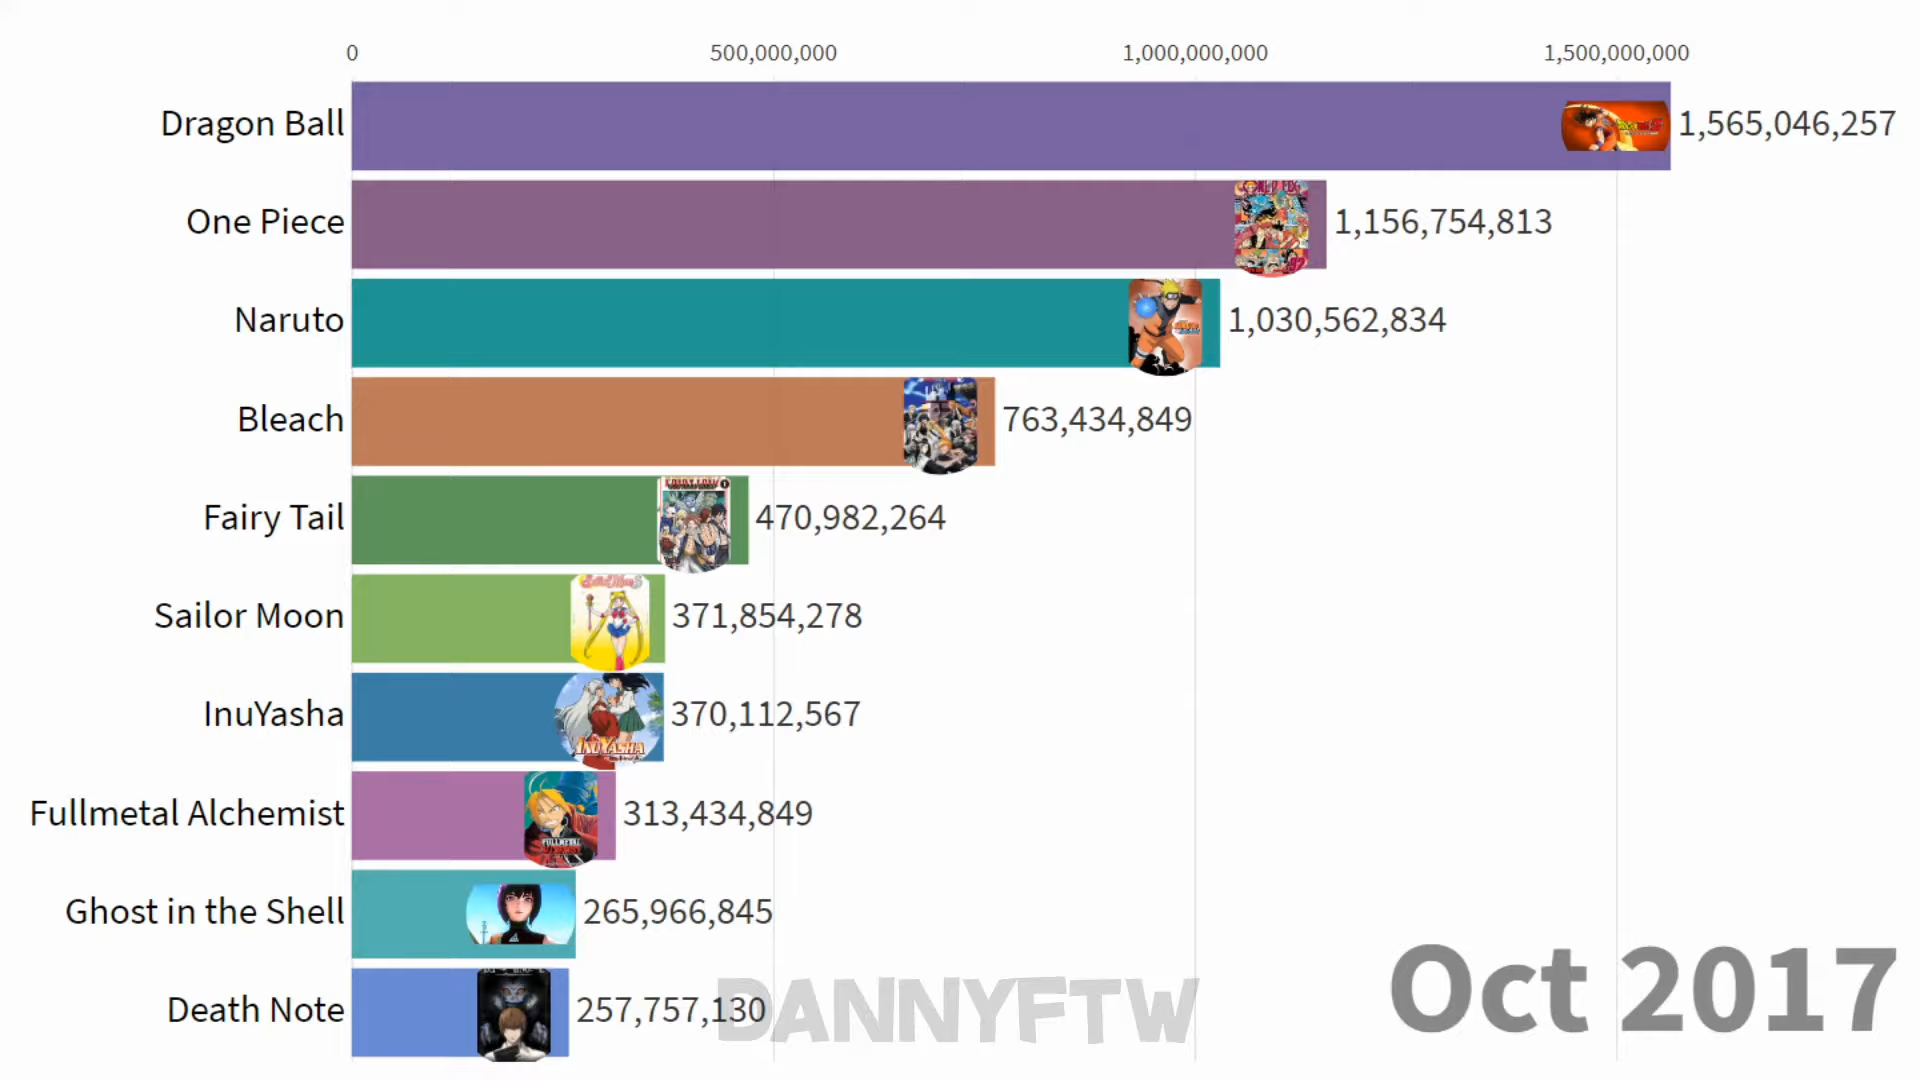 0 500,000,000 1,000,000,000 1,500,000,000
Dragon Ball 1,565,046,257
One Piece 1,156,754,813
Naruto 1,030,562,834
Bleach 763,434,849
Fairy Tail 470,982,264
Sailor Moon 371,854,278
InuYasha 370,112,567
INUYASHA
Fullmetal Alchemist 313,434,849
FULLMETAL
Ghost in the Shell 265,966,845
Death Note 257,757,130
DANNYFTW
Oct 2017